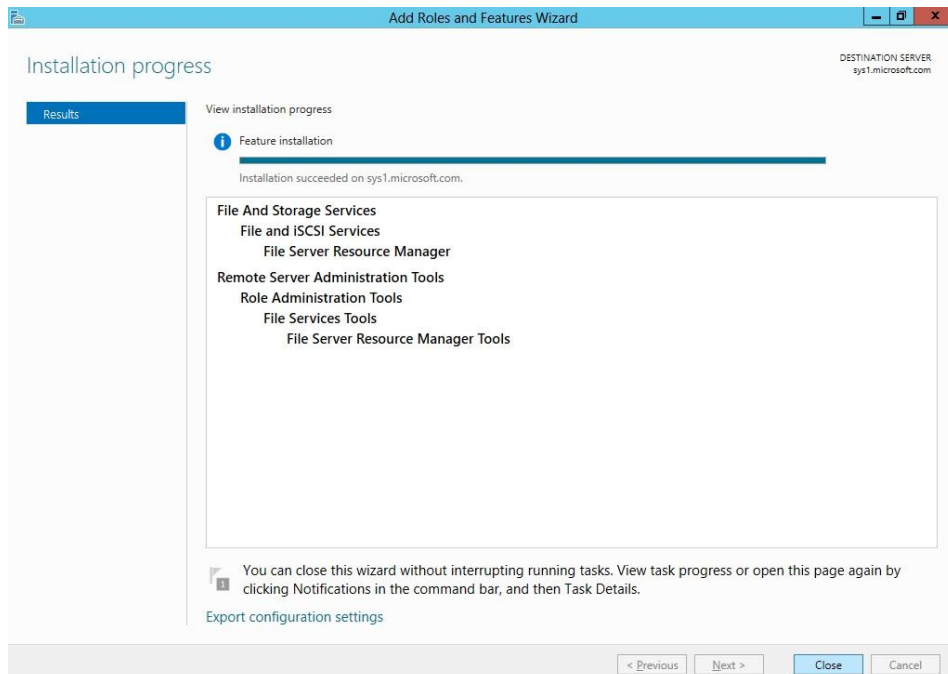 Add Roles and Features Wizard
Installation progress
DESTINATION SERVER
sys1.microsoft.com
Results
View installation progress
Feature installation
Installation succeeded on sys1.microsoft.com.
File And Storage Services
File and iSCSI Services
File Server Resource Manager
Remote Server Administration Tools
Role Administration Tools
File Services Tools
File Server Resource Manager Tools
1
You can close this wizard without interrupting running tasks. View task progress or open this page again by
clicking Notifications in the command bar, and then Task Details.
Export configuration settings
< Previous
Next >
Close
Cancel